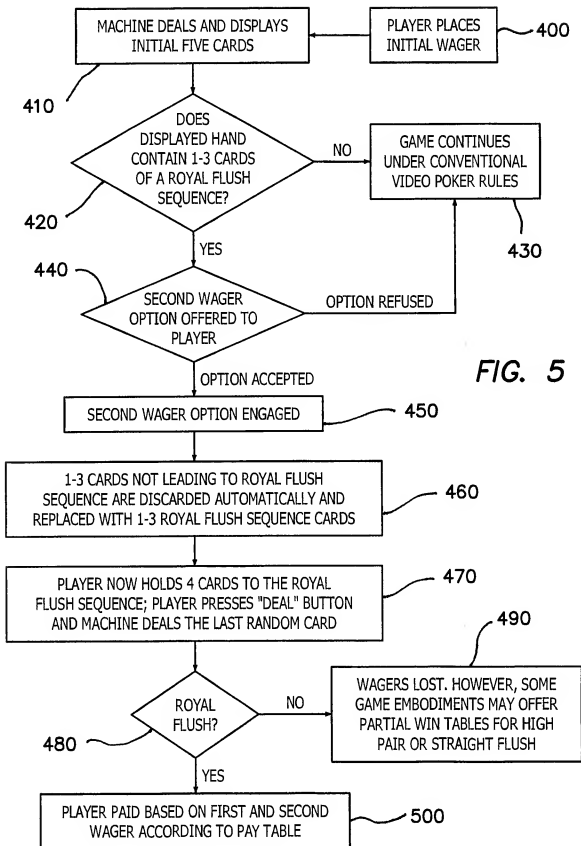 PLAYER PLACES
INITIAL WAGER
400
MACHINE DEALS AND DISPLAYS
INITIAL FIVE CARDS
410
DOES
DISPLAYED HAND
CONTAIN 1-3 CARDS
OF A ROYAL FLUSH
SEQUENCE?
420
NO
GAME CONTINUES
UNDER CONVENTIONAL
VIDEO POKER RULES
430
YES
440
SECOND WAGER
OPTION OFFERED TO
PLAYER
OPTION REFUSED
OPTION ACCEPTED
FIG. 5
SECOND WAGER OPTION ENGAGED
450
1-3 CARDS NOT LEADING TO ROYAL FLUSH
SEQUENCE ARE DISCARDED AUTOMATICALLY AND
REPLACED WITH 1-3 ROYAL FLUSH SEQUENCE CARDS
460
PLAYER NOW HOLDS 4 CARDS TO THE ROYAL
FLUSH SEQUENCE; PLAYER PRESSES "DEAL" BUTTON
AND MACHINE DEALS THE LAST RANDOM CARD
470
ROYAL
FLUSH?
480
NO
490
WAGERS LOST. HOWEVER, SOME
GAME EMBODIMENTS MAY OFFER
PARTIAL WIN TABLES FOR HIGH
PAIR OR STRAIGHT FLUSH
YES
PLAYER PAID BASED ON FIRST AND SECOND
WAGER ACCORDING TO PAY TABLE
500